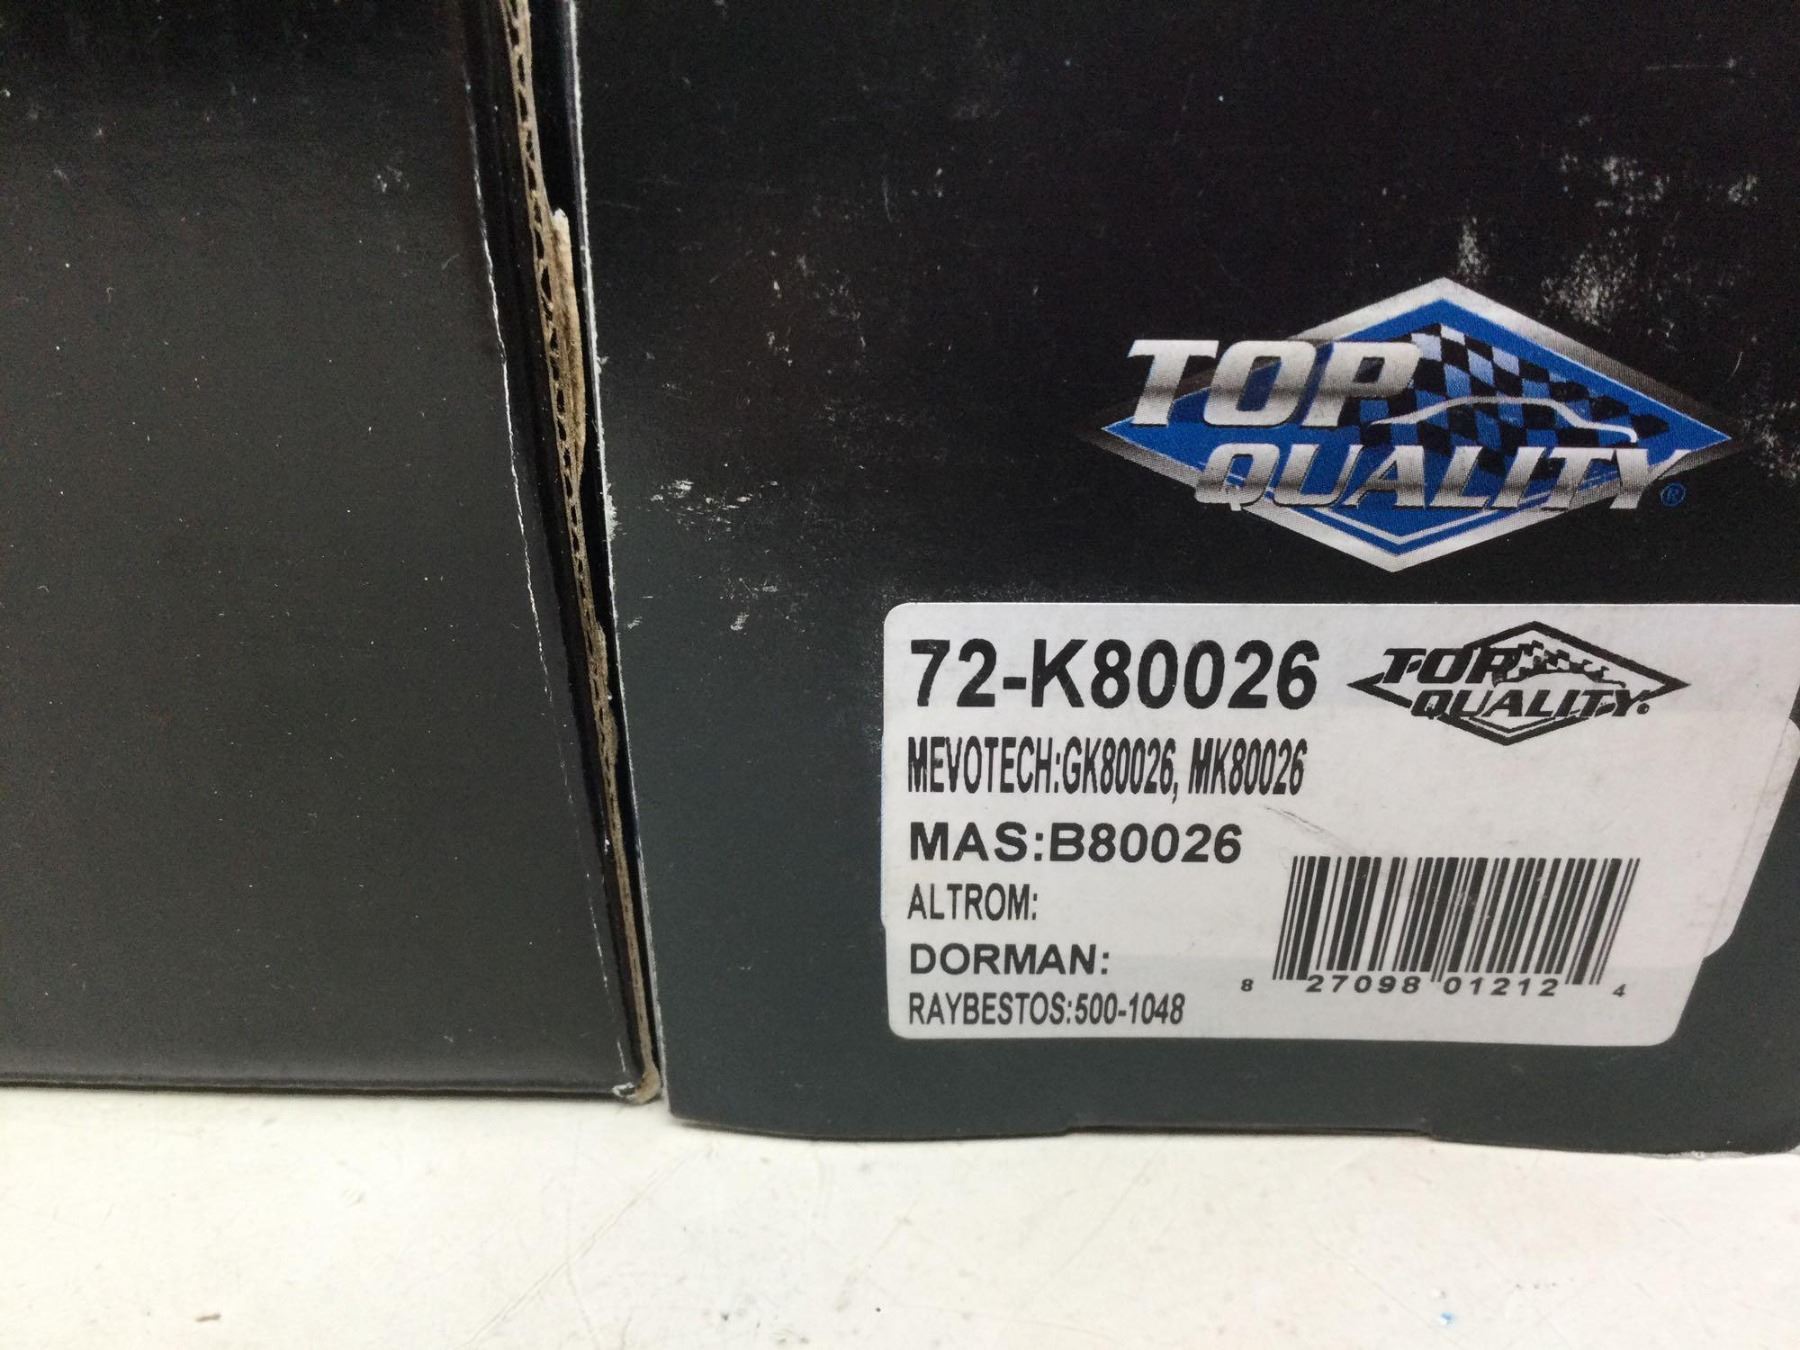 TOP
QUALITY®
72-K80026
TOP
QUALITY®
MEVOTECH:GK80026, MK80026
MAS:B80026
ALTROM:
DORMAN:
RAYBESTOS:500-1048
8 27098 01212 4